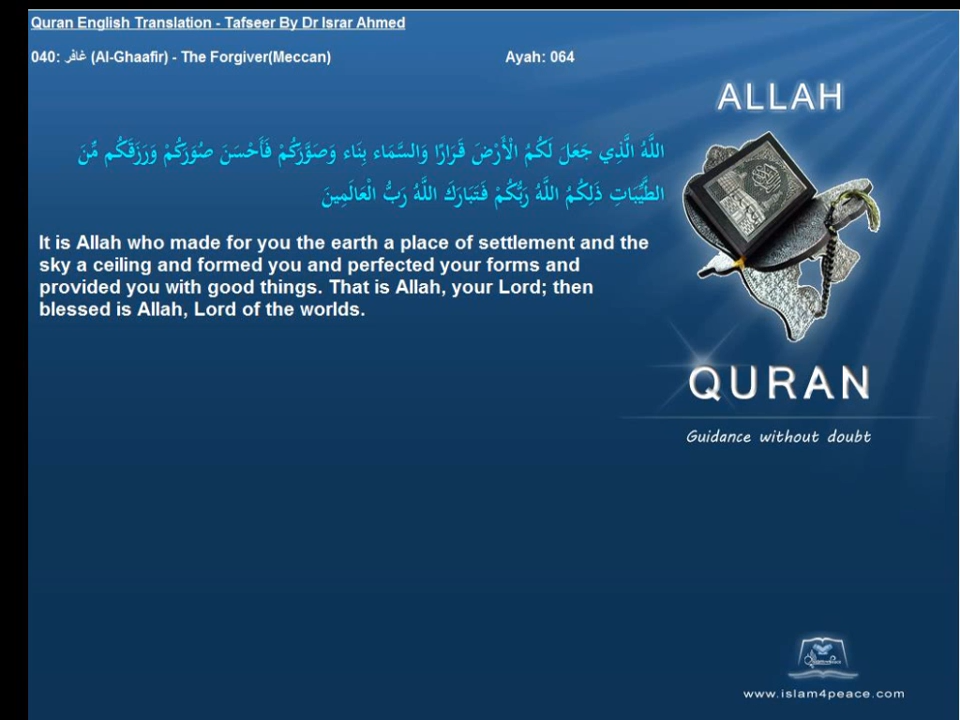 Quran English Translation - Tafseer By Dr Israr Ahmed
040: غافر (Al-Ghaafir) - The Forgiver(Meccan) Ayah: 064
ALLAH
اللَّهُ الَّذِي جَعَلَ لَكُمُ الْأَرْضَ قَرَارًا وَالسَّمَاء بِنَاء وَصَوَّرَكُمْ فَأَحْسَنَ صُوَرَكُمْ وَرَزَقَكُم مِّنَ
الطَّيِّبَاتِ ذَلِكُمُ اللَّهُ رَبُّكُمْ فَتَبَارَكَ اللَّهُ رَبُّ الْعَالَمِينَ
It is Allah who made for you the earth a place of settlement and the
sky a ceiling and formed you and perfected your forms and
provided you with good things. That is Allah, your Lord; then
blessed is Allah, Lord of the worlds.
QURAN
Guidance without doubt
www.islam4peace.com